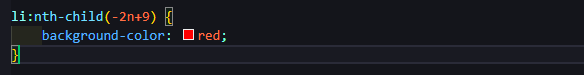 li:nth-child(-2n+9) {
    background-color: red;
}